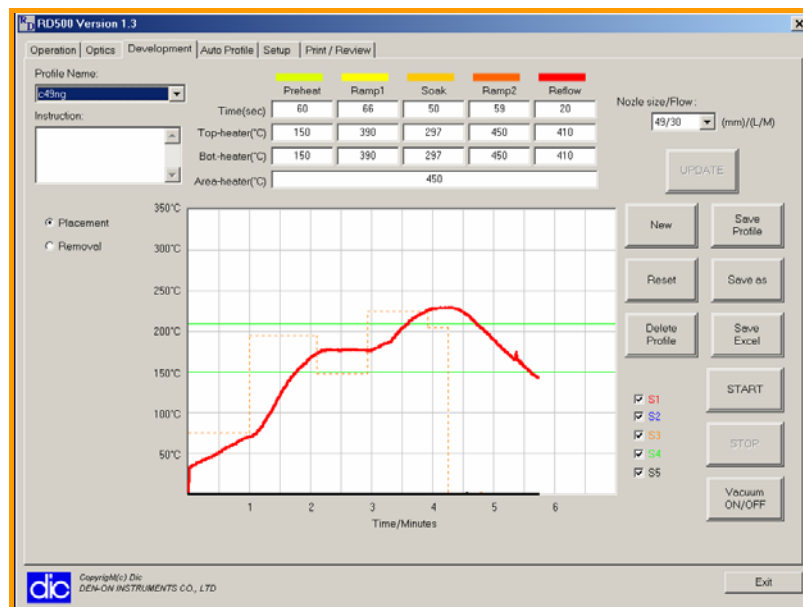 RD500 Version 1.3
Operation Optics Development Auto Profile Setup Print / Review
Profile Name:
c49ng
Instruction:
Preheat Ramp1 Soak Ramp2 Reflow
Time(sec) 60 66 50 59 20
Top-heater(°C) 150 390 297 450 410
Bot.-heater(°C) 150 390 297 450 410
Area-heater(°C) 450
Nozle size/Flow:
49/30 (mm)/(L/M)
UPDATE
Placement
Removal
350°C
300°C
250°C
200°C
150°C
100°C
50°C
1 2 3 4 5 6
Time/Minutes
New Save Profile
Reset Save as
Delete Profile Save Excel
START
STOP
Vacuum ON/OFF
S1
S2
S3
S4
S5
dic
Copyright(c) Dic
DEN-ON INSTRUMENTS CO., LTD
Exit